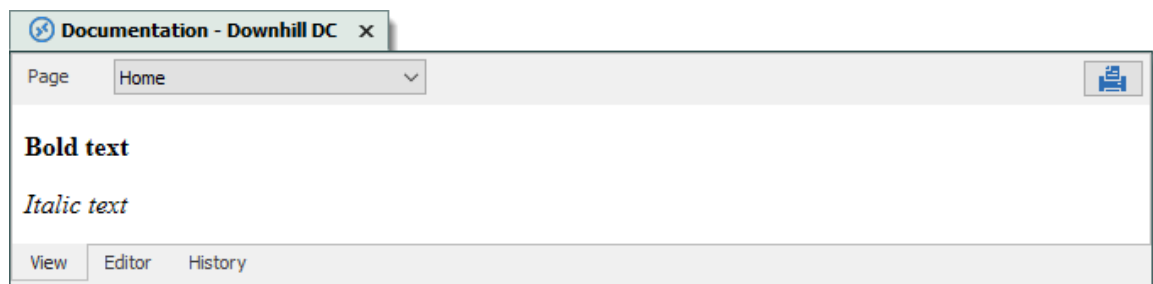 Documentation - Downhill DC x
Page Home
Bold text
Italic text
View Editor History